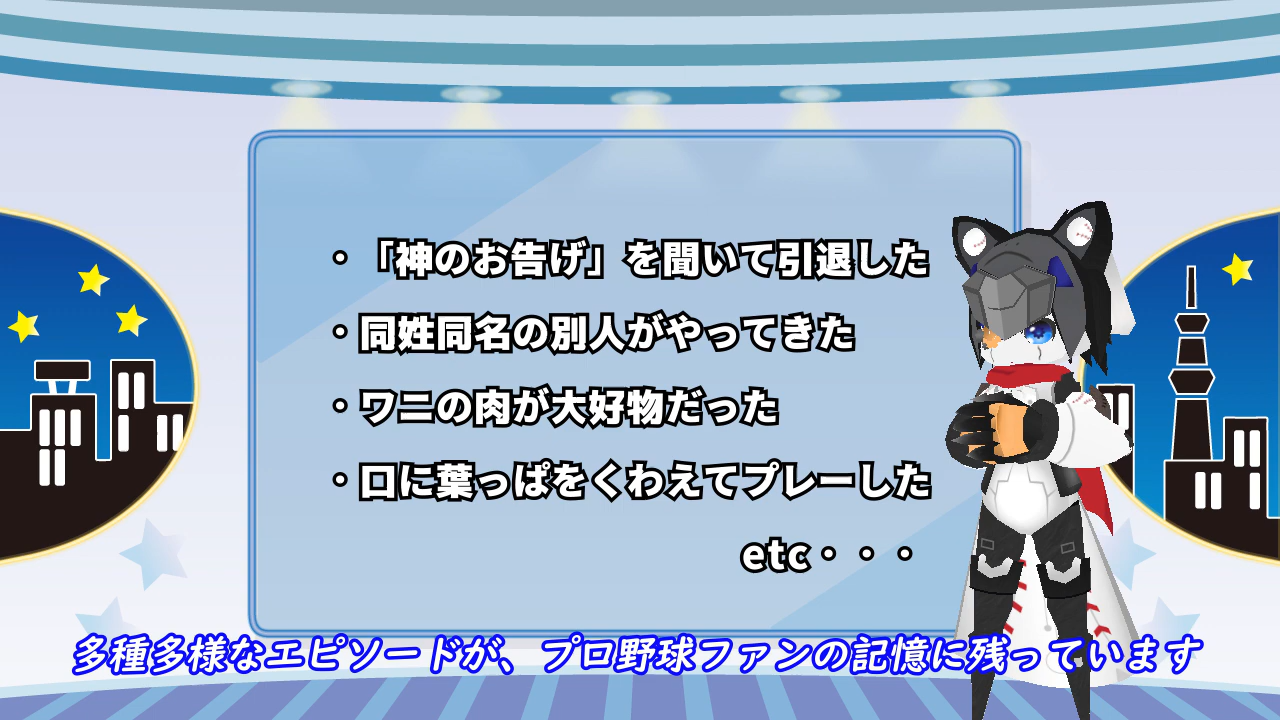 ・「神のお告げ」を聞いて引退した
・同姓同名の別人がやってきた
・ワニの肉が大好物だった
・口に葉っぱをくわえてプレーした
etc・・・
多種多様なエピソードが、プロ野球ファンの記憶に残っています